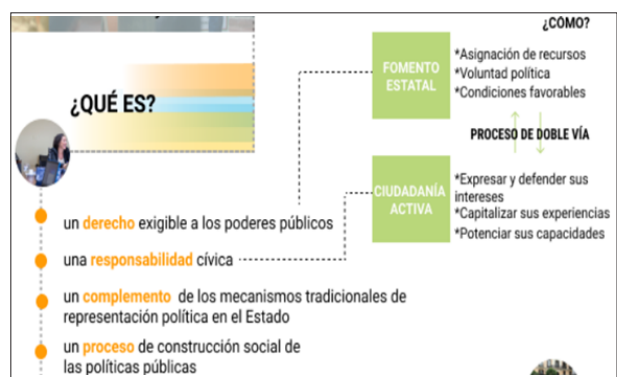 ¿QUÉ ES?
un derecho exigible a los poderes públicos
una responsabilidad cívica
un complemento de los mecanismos tradicionales de
representación política en el Estado
un proceso de construcción social de
las políticas públicas
¿CÓMO?
FOMENTO
ESTATAL
*Asignación de recursos
*Voluntad política
*Condiciones favorables
PROCESO DE DOBLE VÍA
CIUDADANÍA
ACTIVA
*Expresar y defender sus
intereses
*Capitalizar sus experiencias
*Potenciar sus capacidades